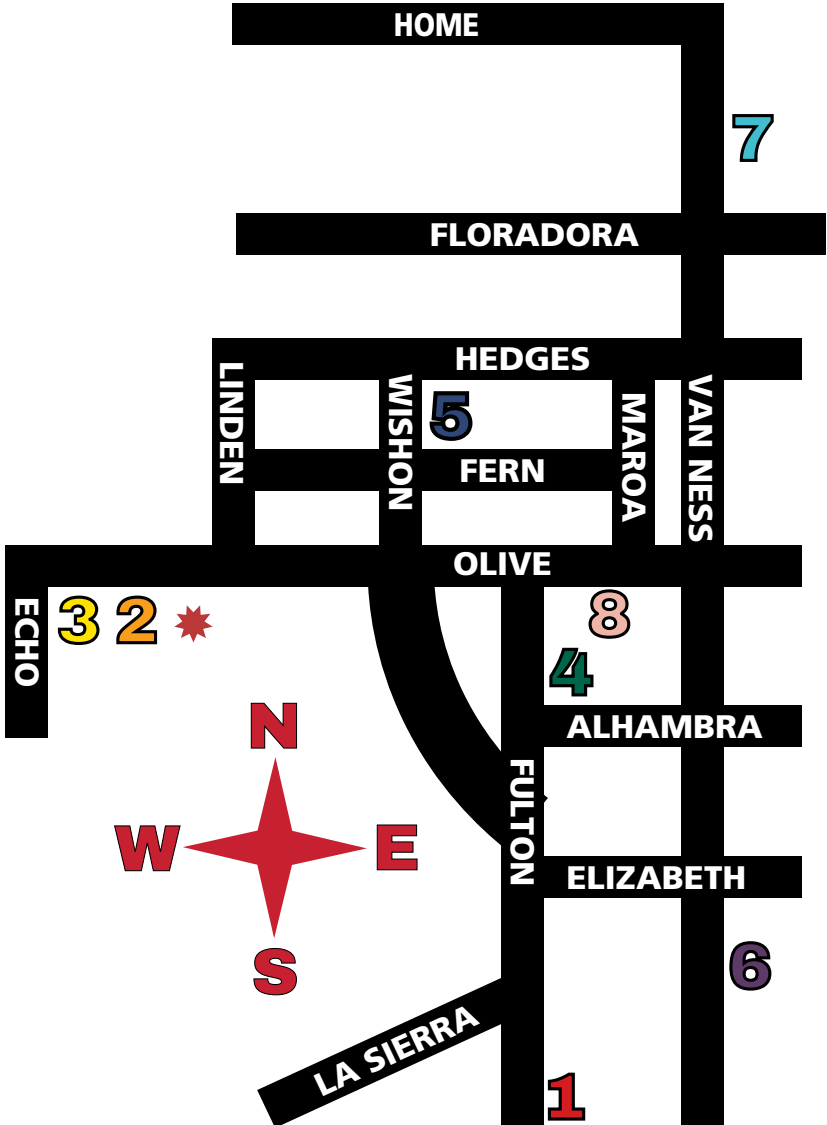 HOME
7
FLORADORA
HEDGES
LINDEN
WISHON
5
MAROA
VAN NESS
FERN
OLIVE
ECHO
3 2
8
4
N
ALHAMBRA
FULTON
W E
ELIZABETH
S
6
LA SIERRA
1